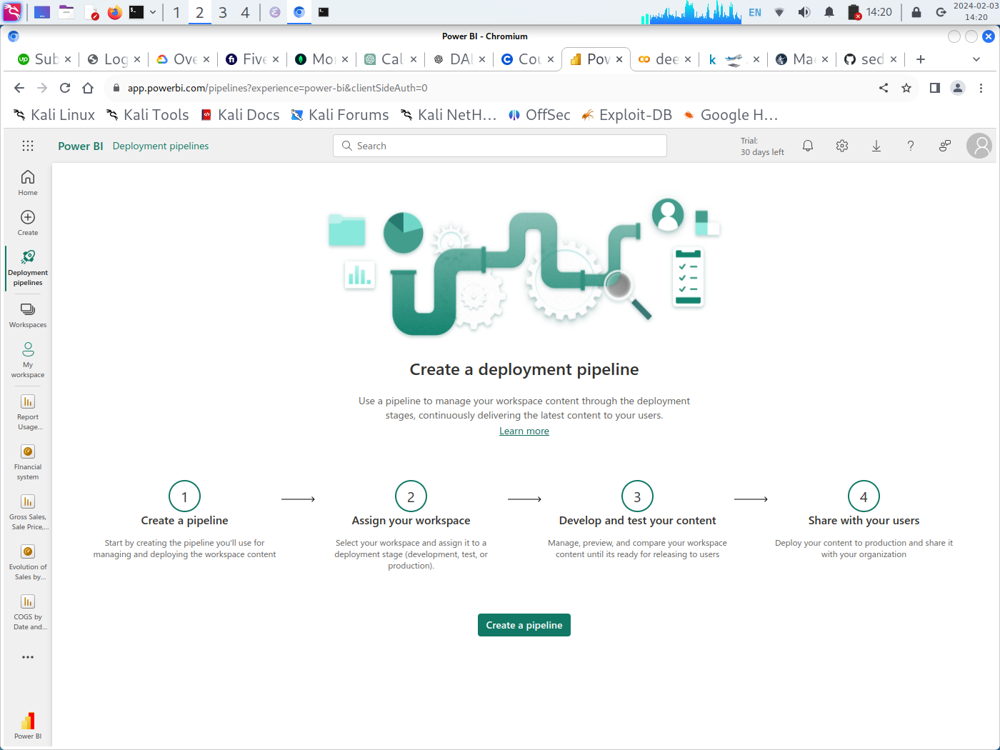 1 2 3 4
EN
14:20
2024-02-03
14:20
Power BI - Chromium
Sub
Log
Ove
Five
Mon
Cal
DAL
Cou
Pow
dee
k
Mac
sed
app.powerbi.com/pipelines?experience=power-bi&clientSideAuth=0
Kali Linux
Kali Tools
Kali Docs
Kali Forums
Kali NetH...
OffSec
Exploit-DB
Google H...
Power BI
Deployment pipelines
Search
Trial:
30 days left
Home
Create
Deployment
pipelines
Workspaces
My
workspace
Report
Usage...
FInancial
system
Gross Sales,
Sale Price,...
Evolution of
Sales by...
COGS by
Date and...
Power BI
Create a deployment pipeline
Use a pipeline to manage your workspace content through the deployment
stages, continuously delivering the latest content to your users.
Learn more
1
Create a pipeline
Start by creating the pipeline you'll use for
managing and deploying the workspace content
2
Assign your workspace
Select your workspace and assign it to a
deployment stage (development, test, or
production).
3
Develop and test your content
Manage, preview, and compare your workspace
content until its ready for releasing to users
4
Share with your users
Deploy your content to production and share it
with your organization
Create a pipeline